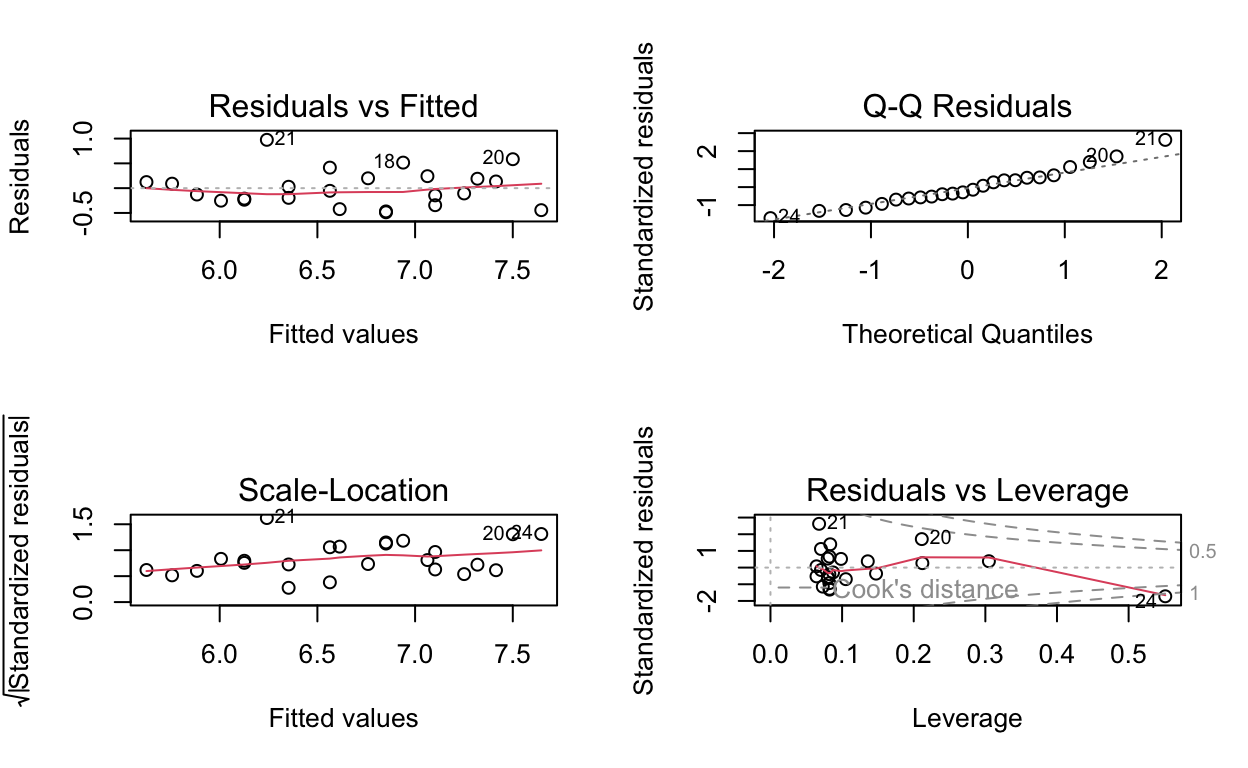 Residuals vs Fitted
Residuals
1.0
-0.5
21
18
20
6.0 6.5 7.0 7.5
Fitted values
Q-Q Residuals
Standardized residuals
2
-1
21
20
24
-2 -1 0 1 2
Theoretical Quantiles
Scale-Location
√|Standardized residuals|
1.5
0.0
21
20 24
6.0 6.5 7.0 7.5
Fitted values
Residuals vs Leverage
Standardized residuals
1
-2
21
20
24
Cook's distance
0.5
1
0.0 0.1 0.2 0.3 0.4 0.5
Leverage